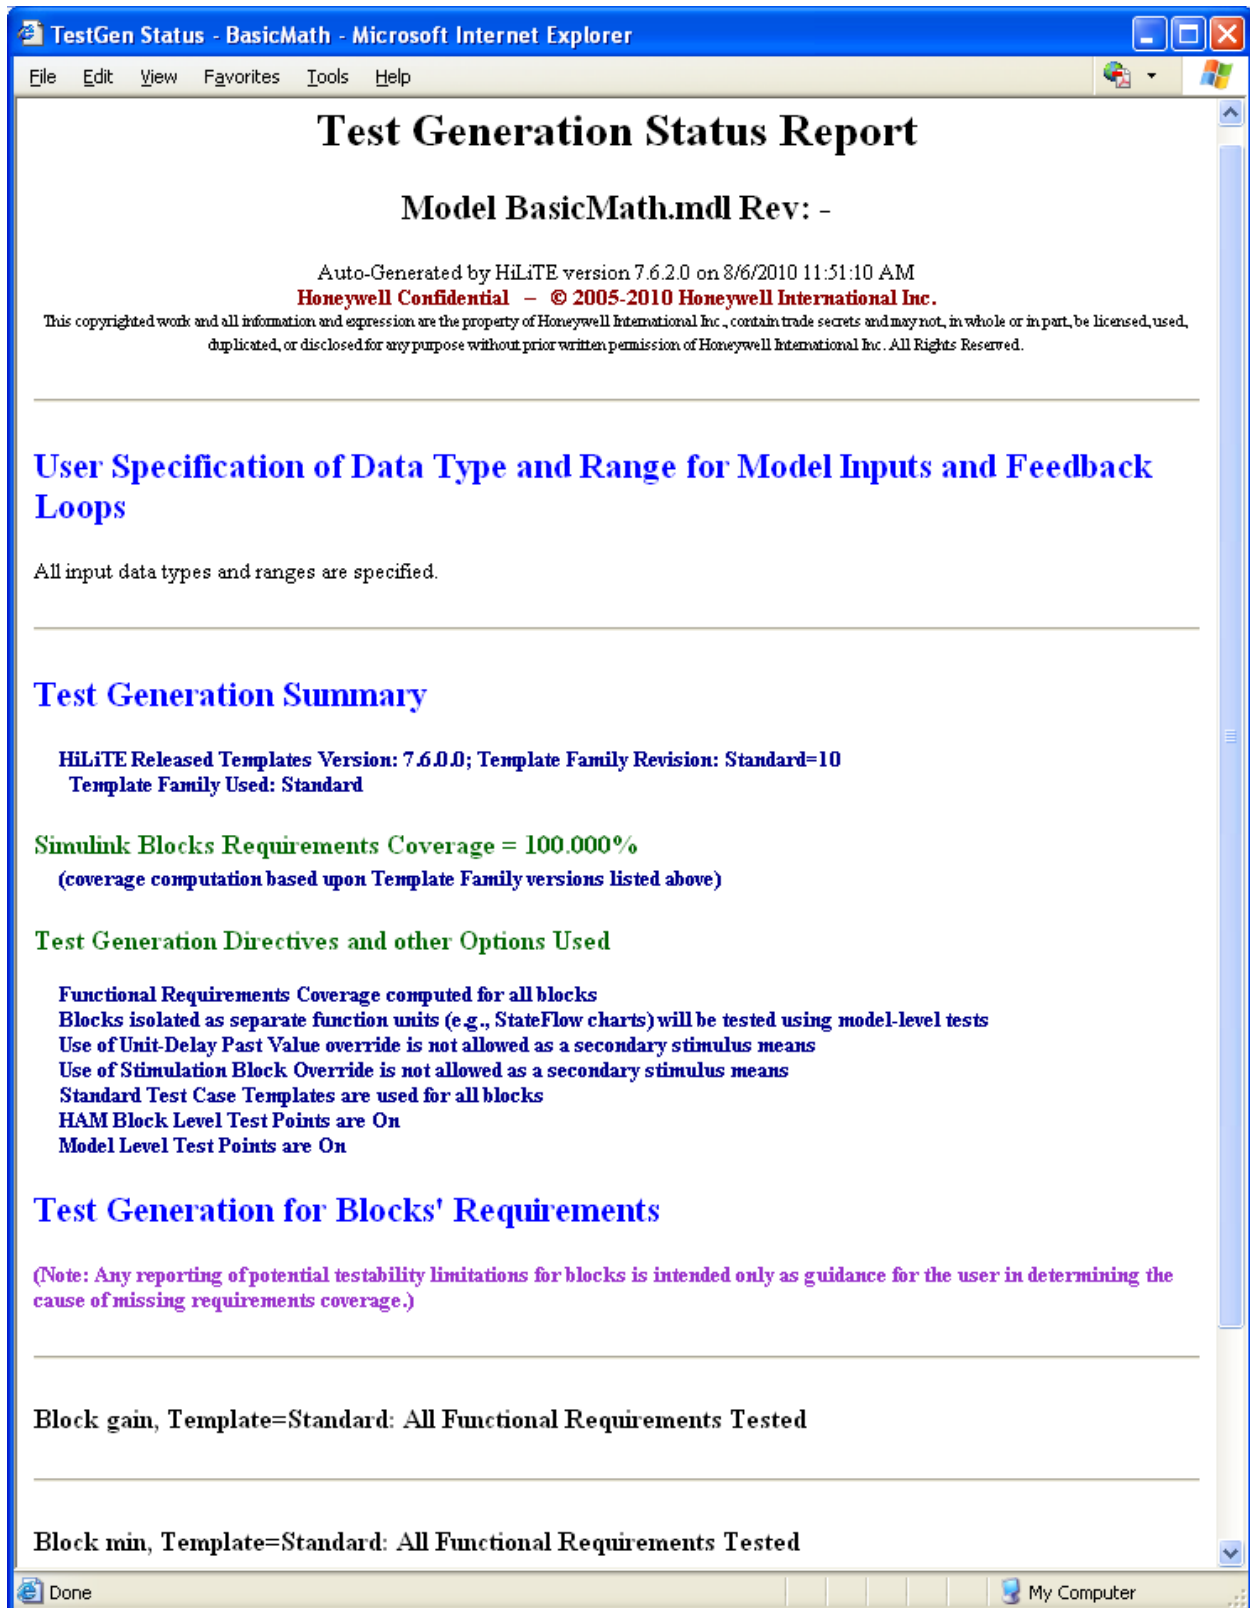 TestGen Status - BasicMath - Microsoft Internet Explorer
File Edit View Favorites Tools Help
Test Generation Status Report
Model BasicMath.mdl Rev: -
Auto-Generated by HiLiTE version 7.6.2.0 on 8/6/2010 11:51:10 AM
Honeywell Confidential – © 2005-2010 Honeywell International Inc.
This copyrighted work and all information and expression are the property of Honeywell International Inc., contain trade secrets and may not, in whole or in part, be licensed, used,
duplicated, or disclosed for any purpose without prior written permission of Honeywell International Inc. All Rights Reserved.
User Specification of Data Type and Range for Model Inputs and Feedback
Loops
All input data types and ranges are specified.
Test Generation Summary
HiLiTE Released Templates Version: 7.6.0.0; Template Family Revision: Standard=10
Template Family Used: Standard
Simulink Blocks Requirements Coverage = 100.000%
(coverage computation based upon Template Family versions listed above)
Test Generation Directives and other Options Used
Functional Requirements Coverage computed for all blocks
Blocks isolated as separate function units (e.g., StateFlow charts) will be tested using model-level tests
Use of Unit-Delay Past Value override is not allowed as a secondary stimulus means
Use of Stimulation Block Override is not allowed as a secondary stimulus means
Standard Test Case Templates are used for all blocks
HAM Block Level Test Points are On
Model Level Test Points are On
Test Generation for Blocks' Requirements
(Note: Any reporting of potential testability limitations for blocks is intended only as guidance for the user in determining the
cause of missing requirements coverage.)
Block gain, Template=Standard: All Functional Requirements Tested
Block min, Template=Standard: All Functional Requirements Tested
Done
My Computer